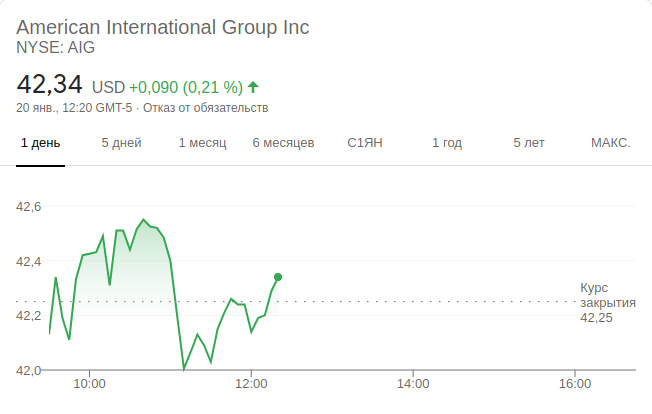 American International Group Inc
NYSE: AIG
42,34 USD +0,090 (0,21 %)
20 янв., 12:20 GMT-5 · Отказ от обязательств
1 день 5 дней 1 месяц 6 месяцев С1ЯН 1 год 5 лет МАКС.
42,6
42,4
Курс
закрытия
42,25
42,2
42,0
10:00 12:00 14:00 16:00